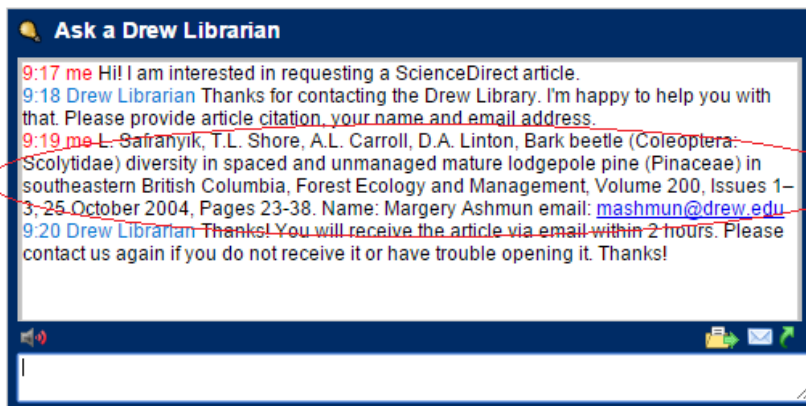 Ask a Drew Librarian
9:17 me Hi! I am interested in requesting a ScienceDirect article.
9:18 Drew Librarian Thanks for contacting the Drew Library. I'm happy to help you with
that. Please provide article citation, your name and email address.
9:19 me L. Safranyik, T.L. Shore, A.L. Carroll, D.A. Linton, Bark beetle (Coleoptera:
Scolytidae) diversity in spaced and unmanaged mature lodgepole pine (Pinaceae) in
southeastern British Columbia, Forest Ecology and Management, Volume 200, Issues 1–
3, 25 October 2004, Pages 23-38. Name: Margery Ashmun email: mashmun@drew.edu
9:20 Drew Librarian Thanks! You will receive the article via email within 2 hours. Please
contact us again if you do not receive it or have trouble opening it. Thanks!